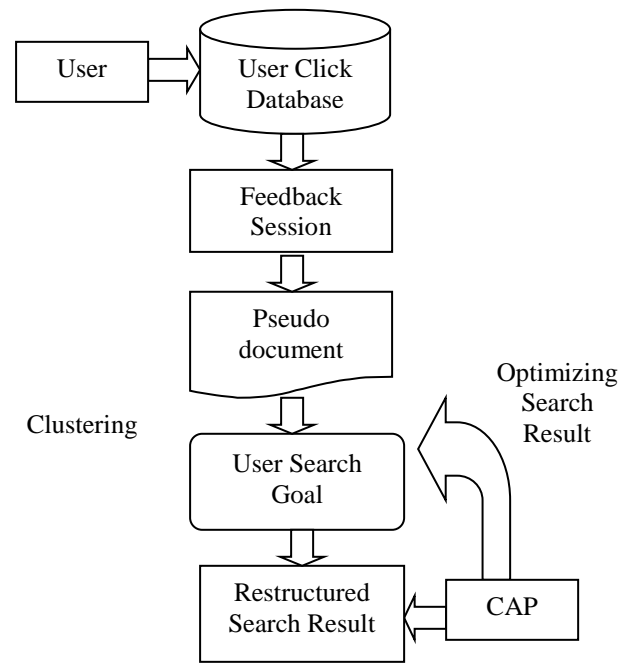 User
User Click
Database
Feedback
Session
Pseudo
document
Optimizing
Search
Result
Clustering
User Search
Goal
Restructured
Search Result
CAP